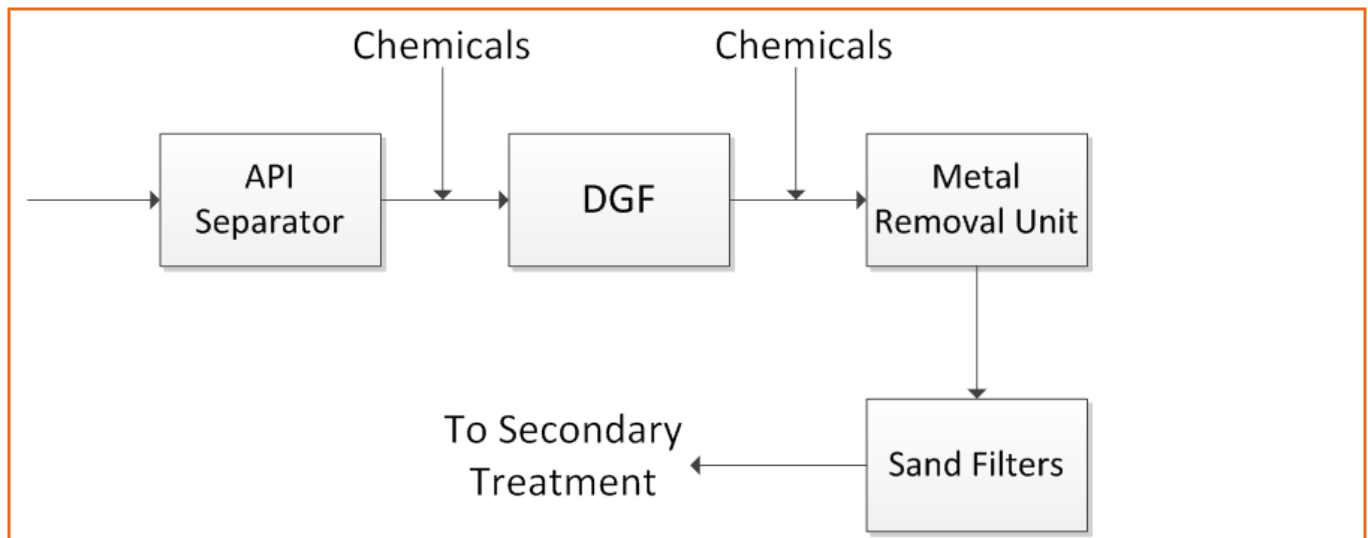 Chemicals
Chemicals
API
Separator
DGF
Metal
Removal Unit
To Secondary
Treatment
Sand Filters